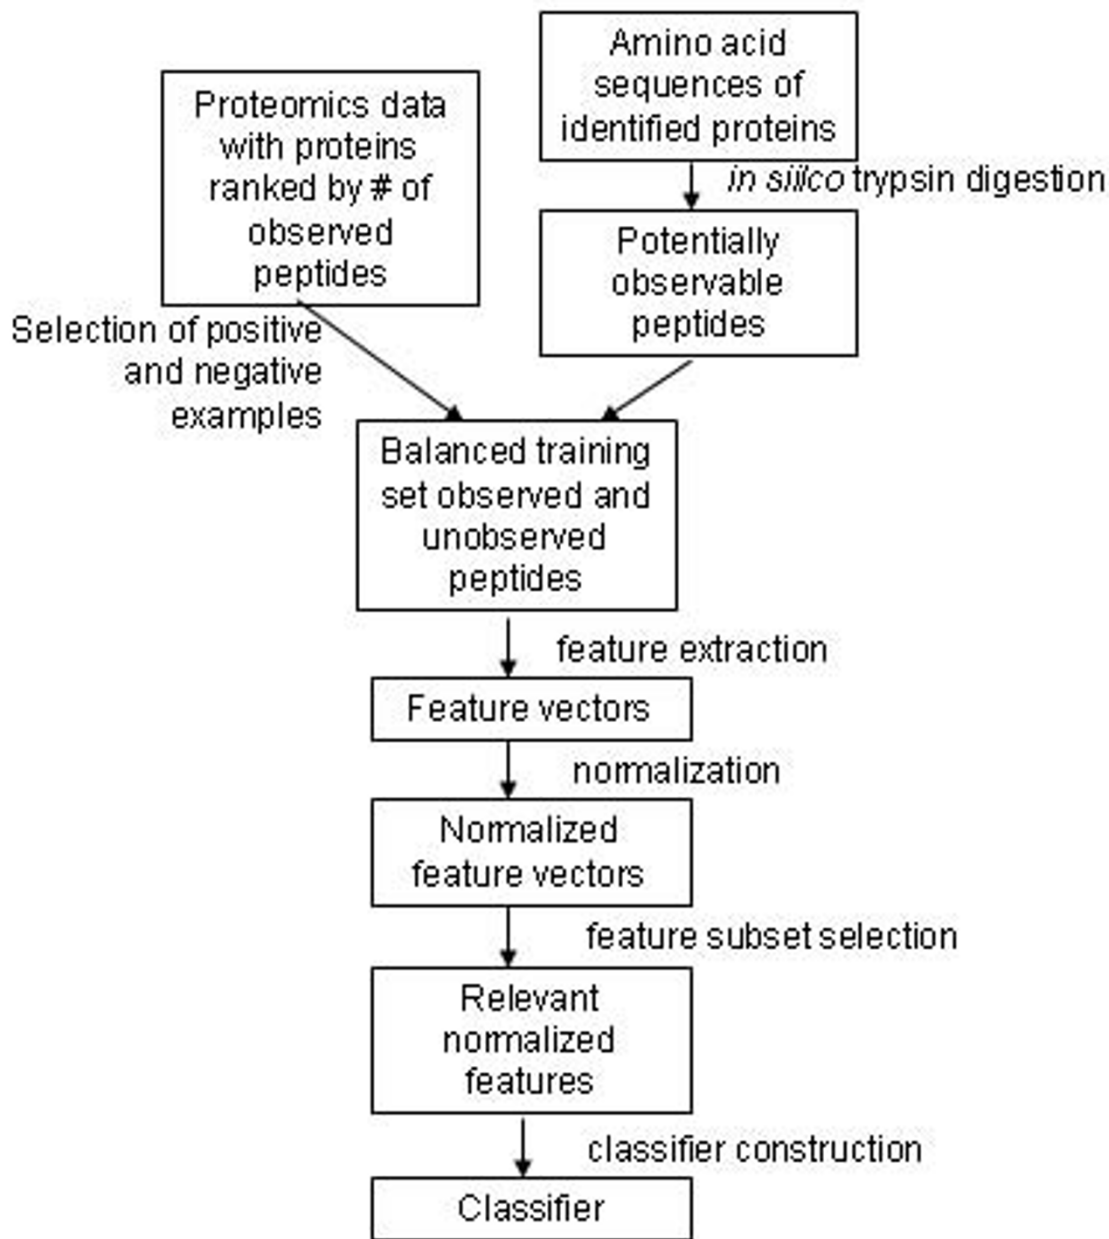 Amino acid
sequences of
identified proteins
Proteomics data
with proteins
ranked by # of
observed
peptides
in siilco trypsin digestion
Potentially
observable
peptides
Selection of positive
and negative
examples
Balanced training
set observed and
unobserved
peptides
feature extraction
Feature vectors
normalization
Normalized
feature vectors
feature subset selection
Relevant
normalized
features
classifier construction
Classifier